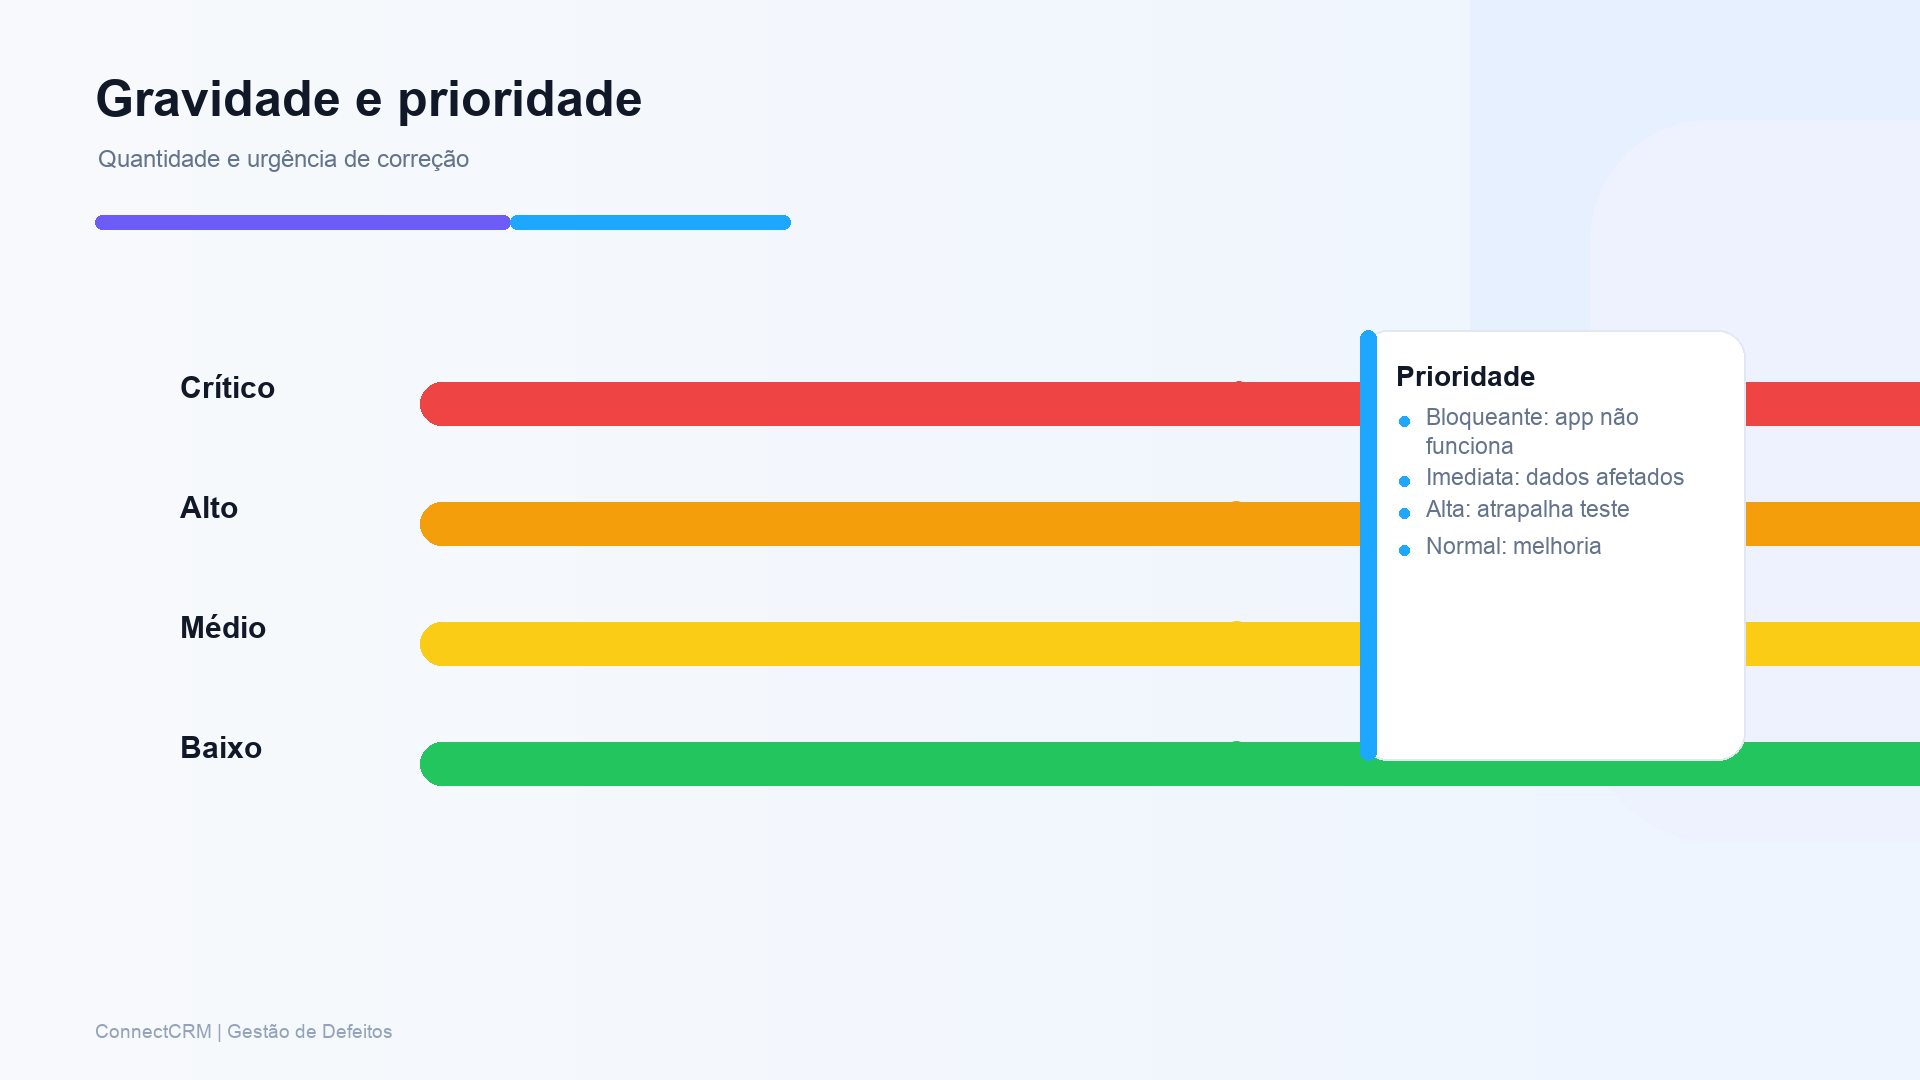 Gravidade e prioridade
Quantidade e urgência de correção
Crítico
Alto
Médio
Baixo
Prioridade
Bloqueante: app não
funciona
Imediata: dados afetados
Alta: atrapalha teste
Normal: melhoria
ConnectCRM | Gestão de Defeitos